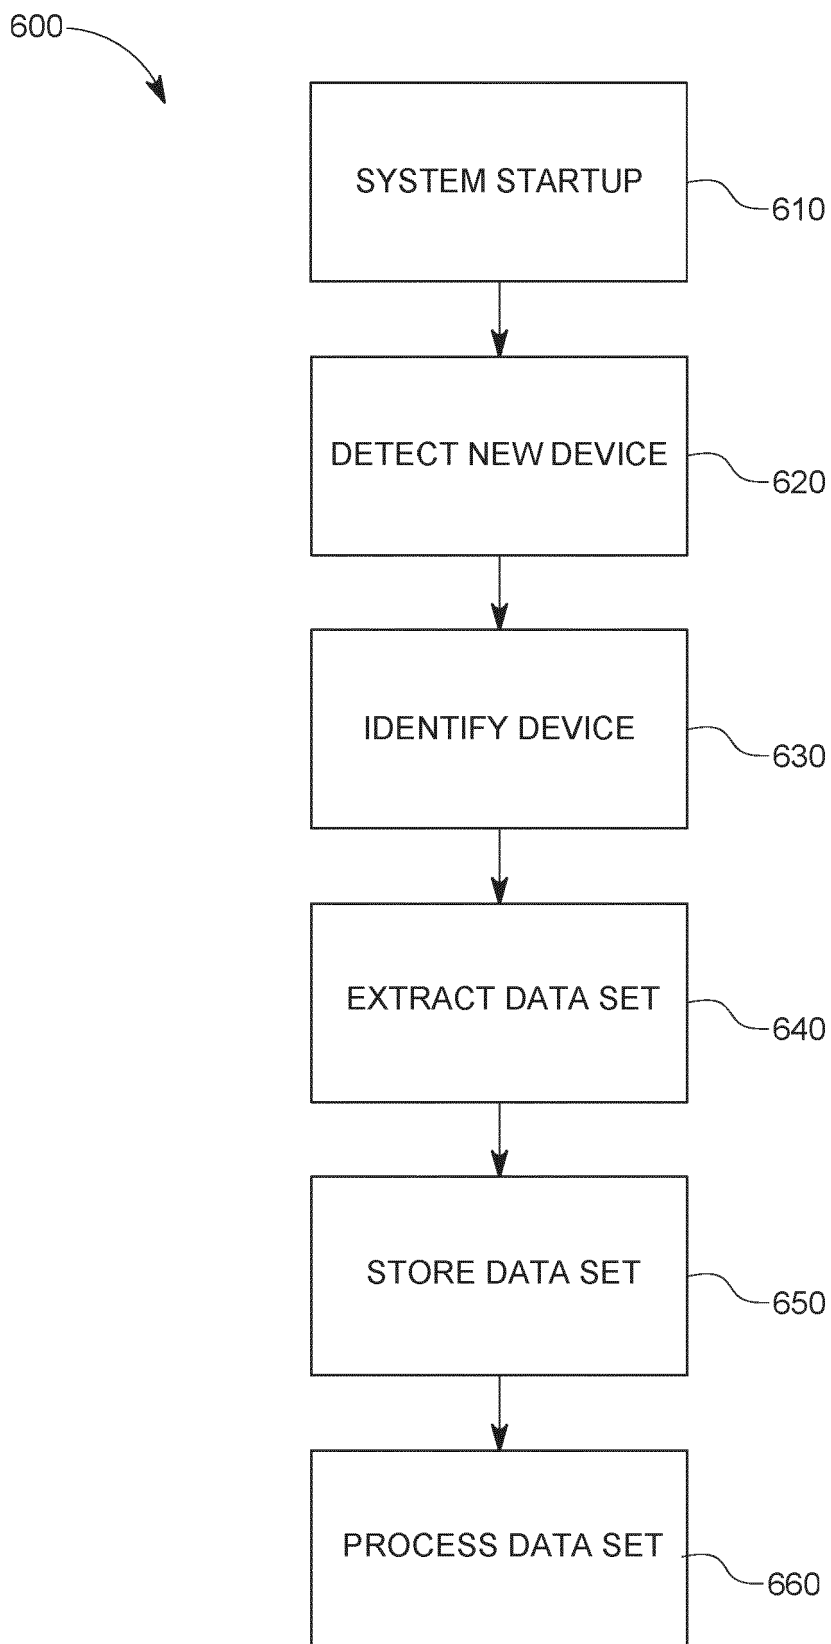 600
SYSTEM STARTUP
610
DETECT NEW DEVICE
620
IDENTIFY DEVICE
630
EXTRACT DATA SET
640
STORE DATA SET
650
PROCESS DATA SET
660